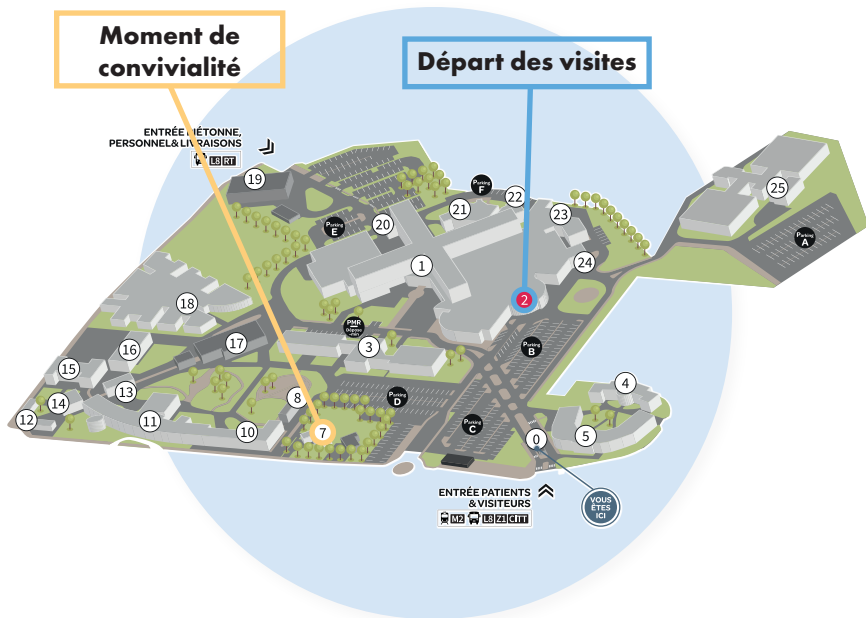 Moment de
convivialité
Départ des visites
ENTRÉE PIÉTONNE,
PERSONNEL & LIVRAISONS
L8 RT
19
Parking
F
22
21
23
25
Parking
E
20
Parking
A
1
24
2
18
PMR
Dépose
-min
17
3
Parking
B
16
15
13
8
Parking
D
4
14
12
11
10
7
Parking
C
0
5
ENTRÉE PATIENTS
& VISITEURS
M2 L8 Z1 CITT
VOUS
ÊTES
ICI